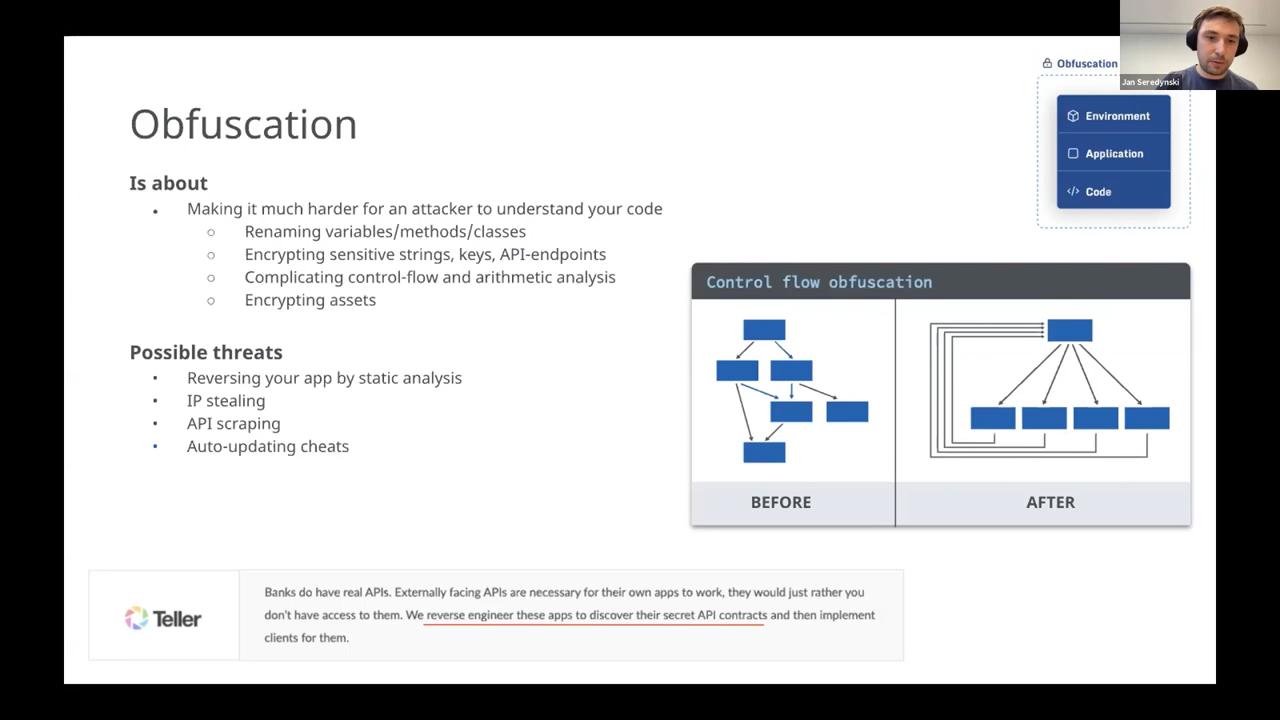 Obfuscation
Jan Seredynski
Environment
Application
Code
Obfuscation
Is about
• Making it much harder for an attacker to understand your code
○ Renaming variables/methods/classes
○ Encrypting sensitive strings, keys, API-endpoints
○ Complicating control-flow and arithmetic analysis
○ Encrypting assets
Possible threats
• Reversing your app by static analysis
• IP stealing
• API scraping
• Auto-updating cheats
Control flow obfuscation
BEFORE
AFTER
Teller
Banks do have real APIs. Externally facing APIs are necessary for their own apps to work, they would just rather you
don't have access to them. We reverse engineer these apps to discover their secret API contracts and then implement
clients for them.